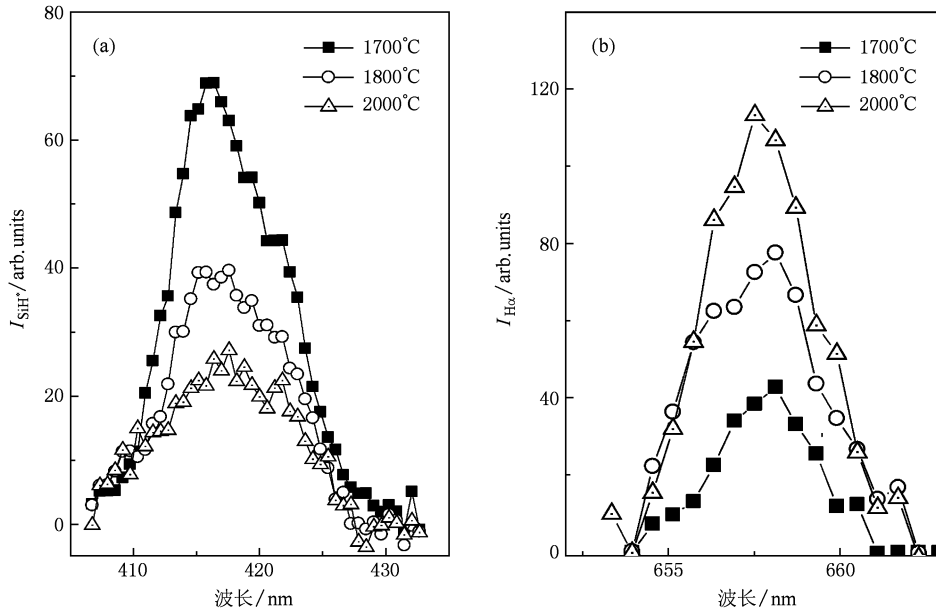 (a)
1700°C
1800°C
2000°C
80
60
40
20
0
I_SiH* / arb. units
410
420
430
波长/nm
(b)
1700°C
1800°C
2000°C
120
80
40
0
I_Hα / arb. units
655
660
波长/nm